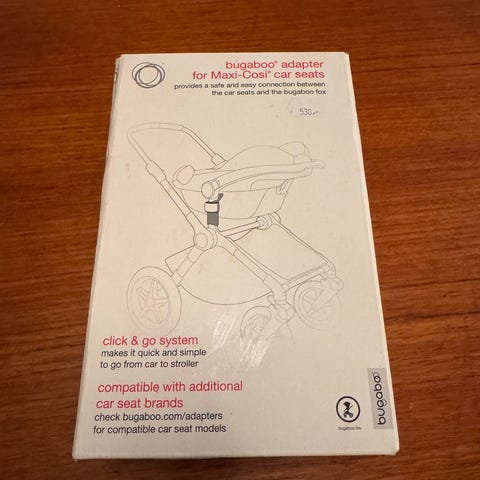 bugaboo® adapter
for Maxi-Cosi® car seats
provides a safe and easy connection between
the car seats and the bugaboo fox
530,-
click & go system
makes it quick and simple
to go from car to stroller
compatible with additional
car seat brands
check bugaboo.com/adapters
for compatible car seat models
bugaboo fox
bugaboo